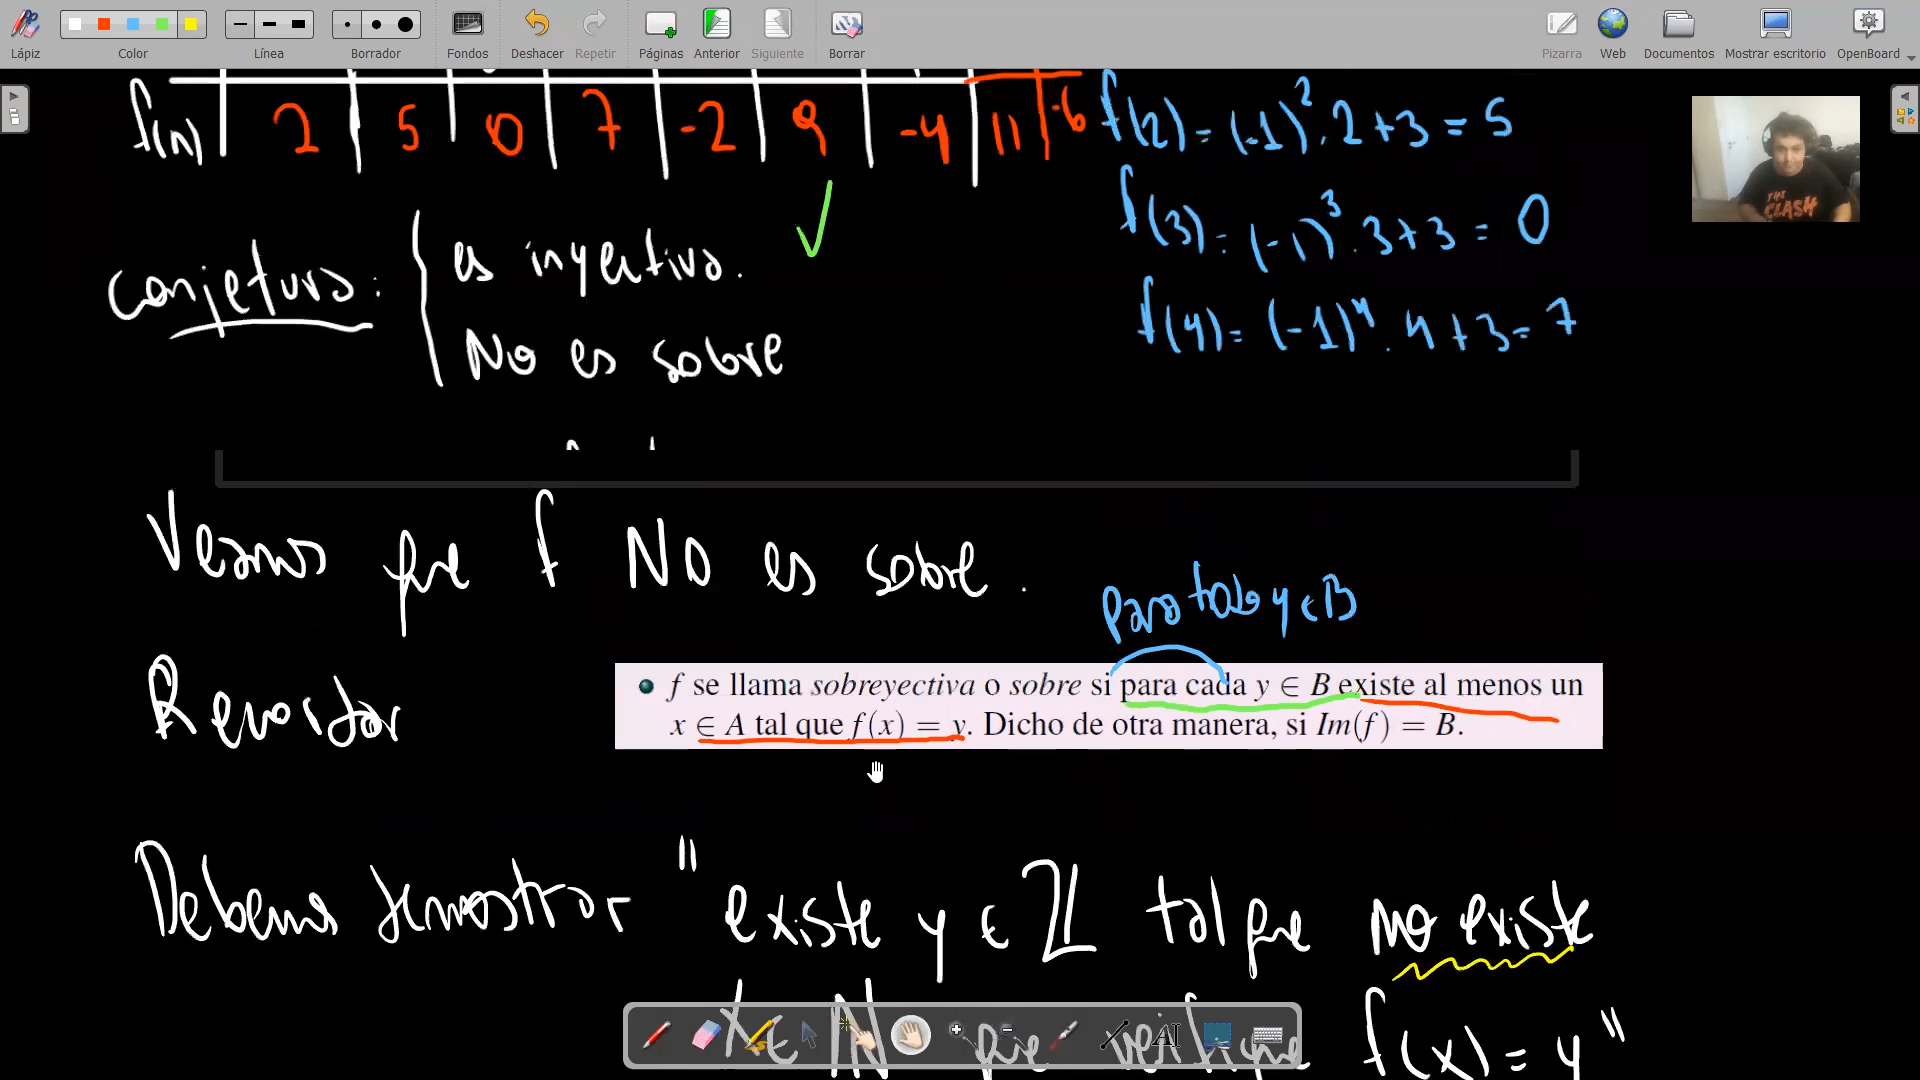 Lápiz Color Línea Borrador Fondos Deshacer Repetir Páginas Anterior Siguiente Borrar Pizarra Web Documentos Mostrar escritorio OpenBoard
f(n) 2 5 0 7 -2 9 -4 11 -6
f(2) = (-1)² . 2 + 3 = 5
f(3) = (-1)³ . 3 + 3 = 0
f(4) = (-1)⁴ . 4 + 3 = 7
Conjetura: { es inyectiva. ✓
No es sobre
THE CLASH
Veamos que f NO es sobre.
para todo y ∈ B
Recordar
• f se llama sobreyectiva o sobre si para cada y ∈ B existe al menos un
x ∈ A tal que f(x) = y. Dicho de otra manera, si Im(f) = B.
Debemos demostrar "existe y ∈ ℤ tal que no existe
x ∈ ℕ que verifique f(x) = y"